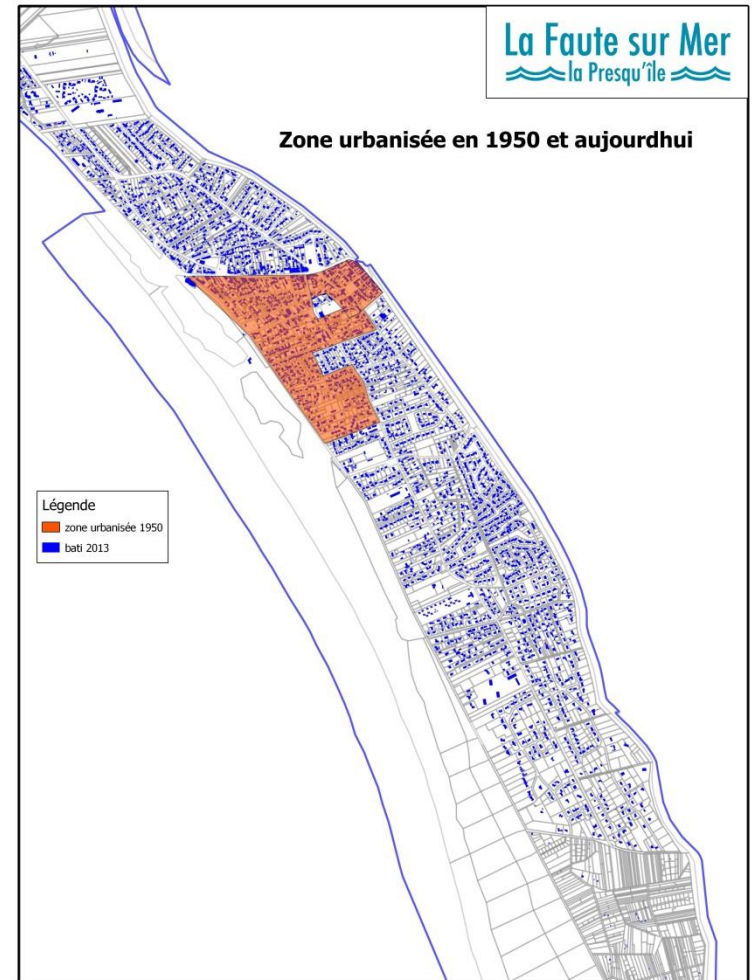 La Faute sur Mer
la Presqu'île
Zone urbanisée en 1950 et aujourdhui
Légende
zone urbanisée 1950
bati 2013